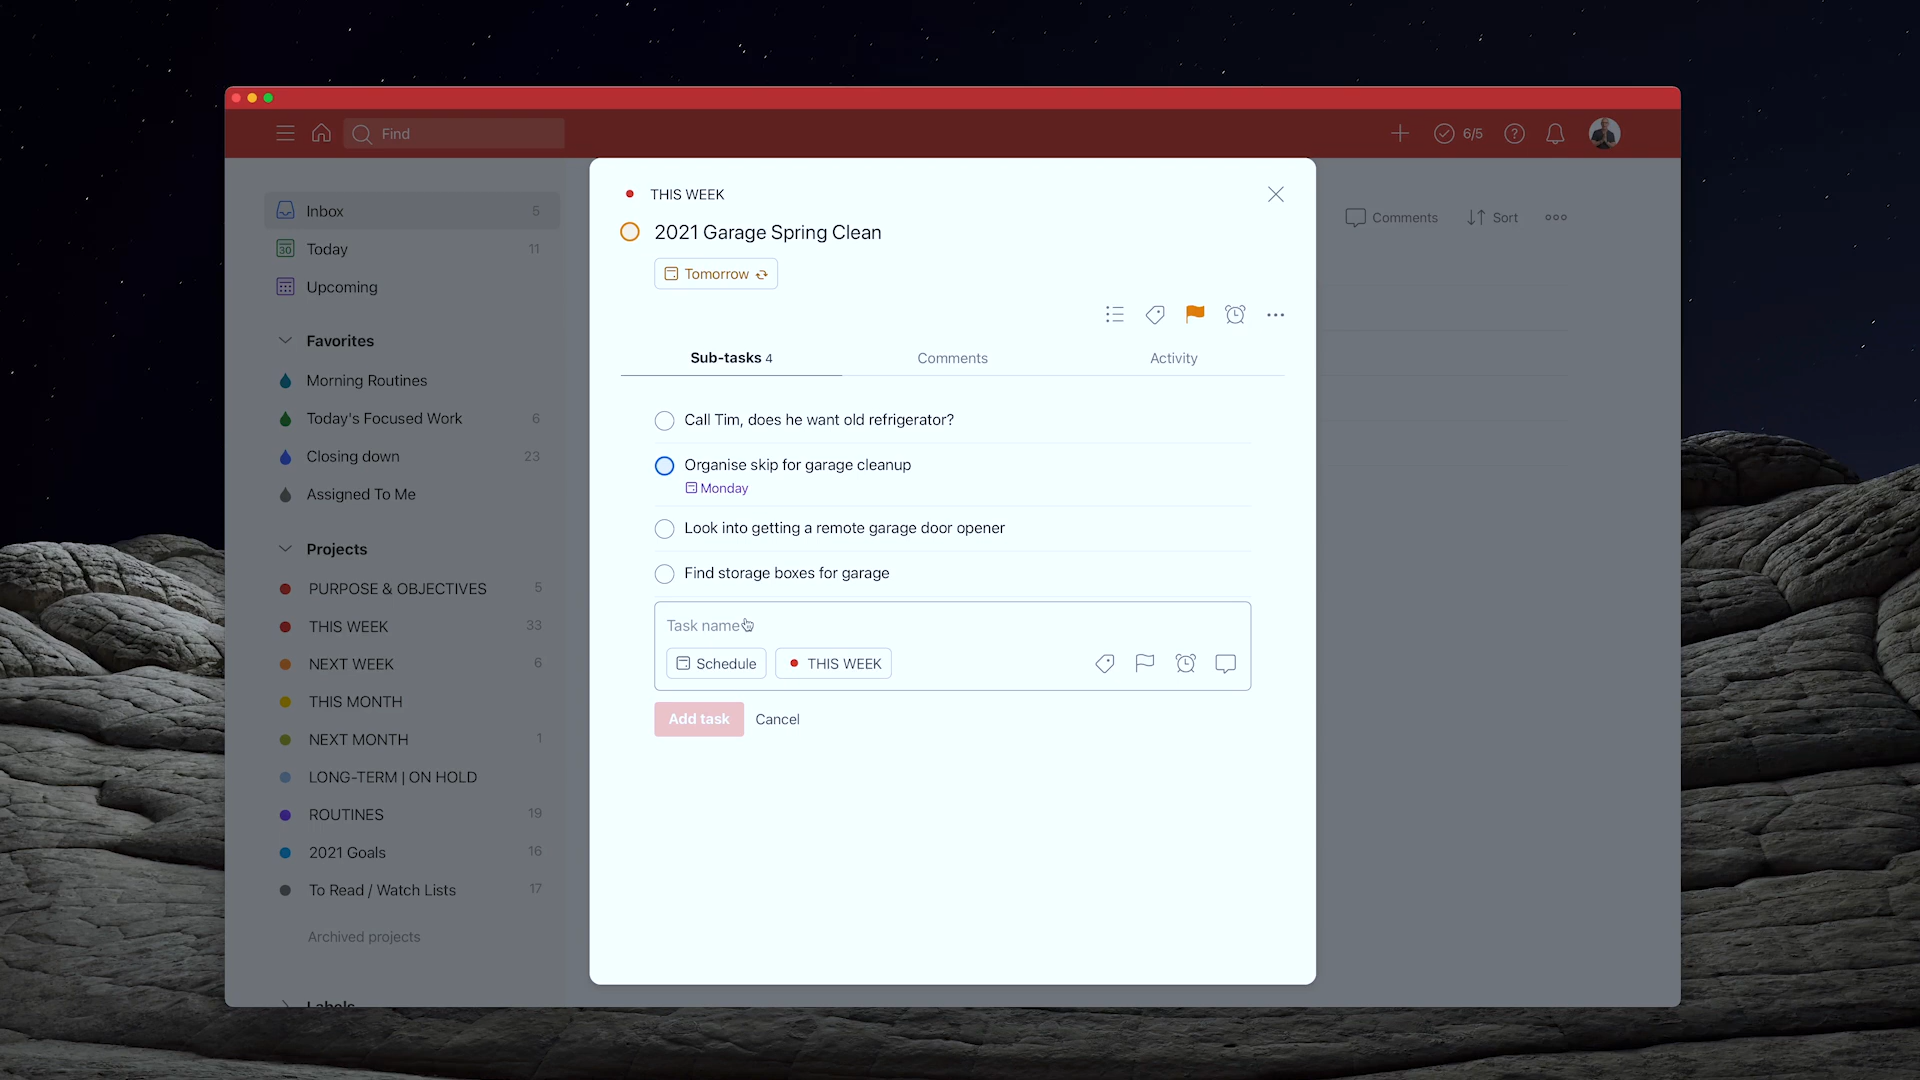 Find
6/5
Inbox 5
30 Today 11
Upcoming
Favorites
Morning Routines
Today's Focused Work 6
Closing down 23
Assigned To Me
Projects
PURPOSE & OBJECTIVES 5
THIS WEEK 33
NEXT WEEK 6
THIS MONTH
NEXT MONTH 1
LONG-TERM | ON HOLD
ROUTINES 19
2021 Goals 16
To Read / Watch Lists 17
Archived projects
Labels
THIS WEEK
2021 Garage Spring Clean
Tomorrow
Sub-tasks 4 Comments Activity
Call Tim, does he want old refrigerator?
Organise skip for garage cleanup
Monday
Look into getting a remote garage door opener
Find storage boxes for garage
Task name
Schedule THIS WEEK
Add task Cancel
Comments Sort